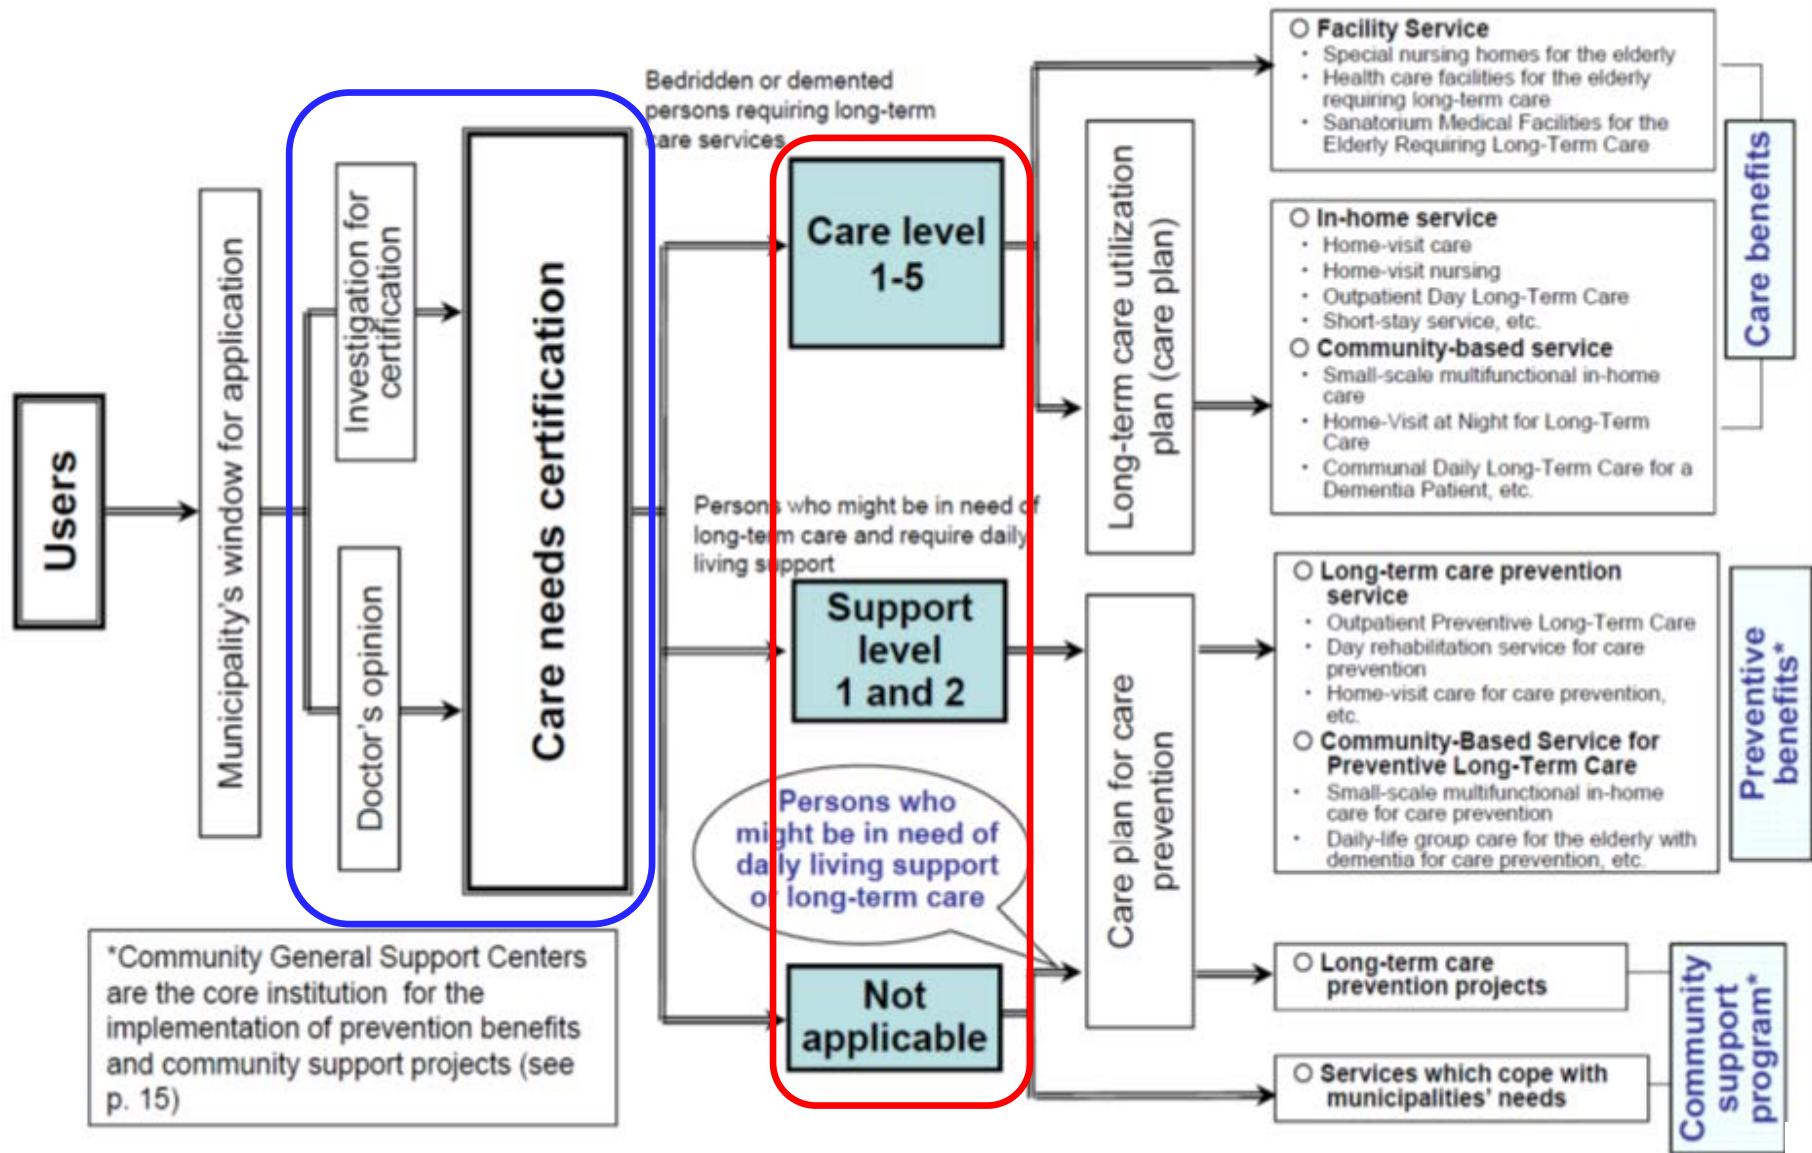 Users
Municipality's window for application
Investigation for
certification
Doctor's opinion
Care needs certification
*Community General Support Centers
are the core institution for the
implementation of prevention benefits
and community support projects (see
p. 15)
Bedridden or demented
persons requiring long-term
care services
Care level
1-5
Persons who might be in need of
long-term care and require daily
living support
Support
level
1 and 2
Persons who
might be in need of
daily living support
or long-term care
Not
applicable
Long-term care utilization
plan (care plan)
Care plan for care
prevention
○ Facility Service
・ Special nursing homes for the elderly
・ Health care facilities for the elderly
requiring long-term care
・ Sanatorium Medical Facilities for the
Elderly Requiring Long-Term Care
○ In-home service
・ Home-visit care
・ Home-visit nursing
・ Outpatient Day Long-Term Care
・ Short-stay service, etc.
○ Community-based service
・ Small-scale multifunctional in-home
care
・ Home-Visit at Night for Long-Term
Care
・ Communal Daily Long-Term Care for a
Dementia Patient, etc.
Care benefits
○ Long-term care prevention
service
・ Outpatient Preventive Long-Term Care
・ Day rehabilitation service for care
prevention
・ Home-visit care for care prevention,
etc.
○ Community-Based Service for
Preventive Long-Term Care
・ Small-scale multifunctional in-home
care for care prevention
・ Daily-life group care for the elderly with
dementia for care prevention, etc.
Preventive
benefits*
○ Long-term care
prevention projects
○ Services which cope with
municipalities' needs
Community
support
program*